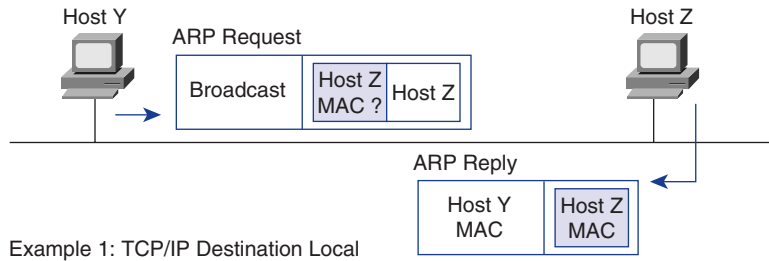 Host Y
Host Z
ARP Request
Broadcast
Host Z
MAC ?
Host Z
ARP Reply
Host Y
MAC
Host Z
MAC
Example 1: TCP/IP Destination Local